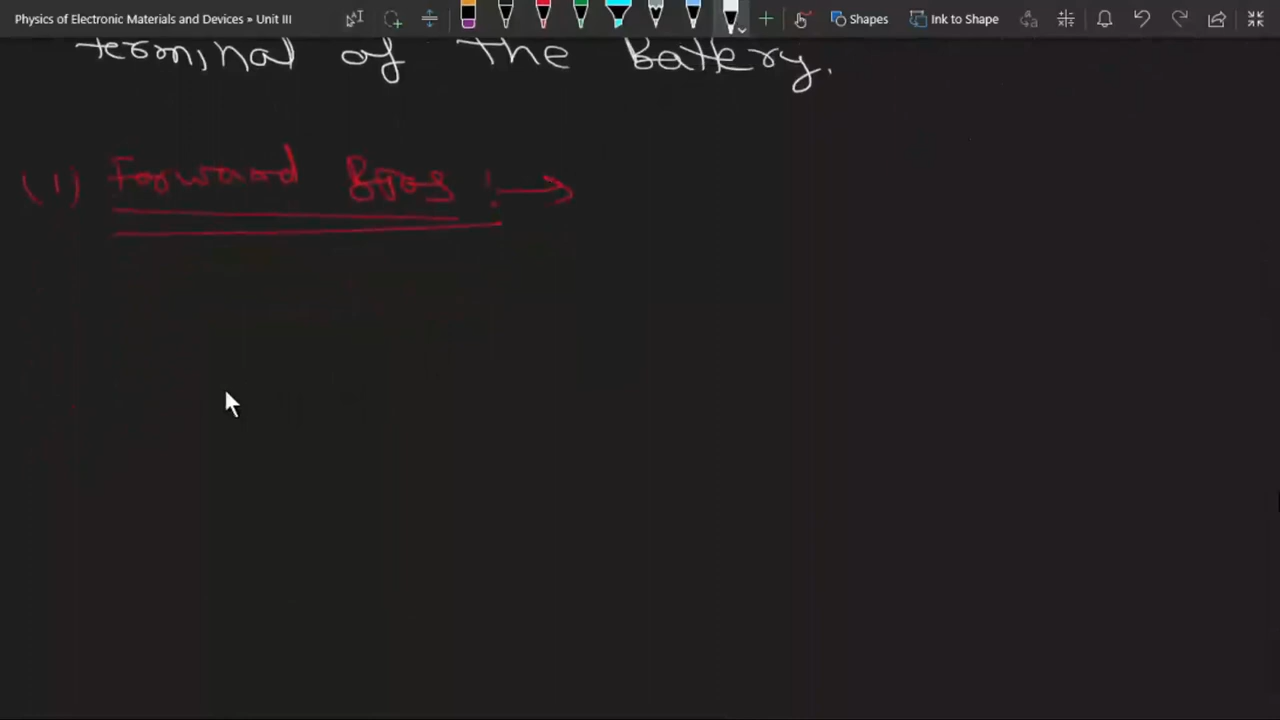 Physics of Electronic Materials and Devices » Unit III
Shapes
Ink to Shape
terminal of the Battery.
(1) Forward Bias :→